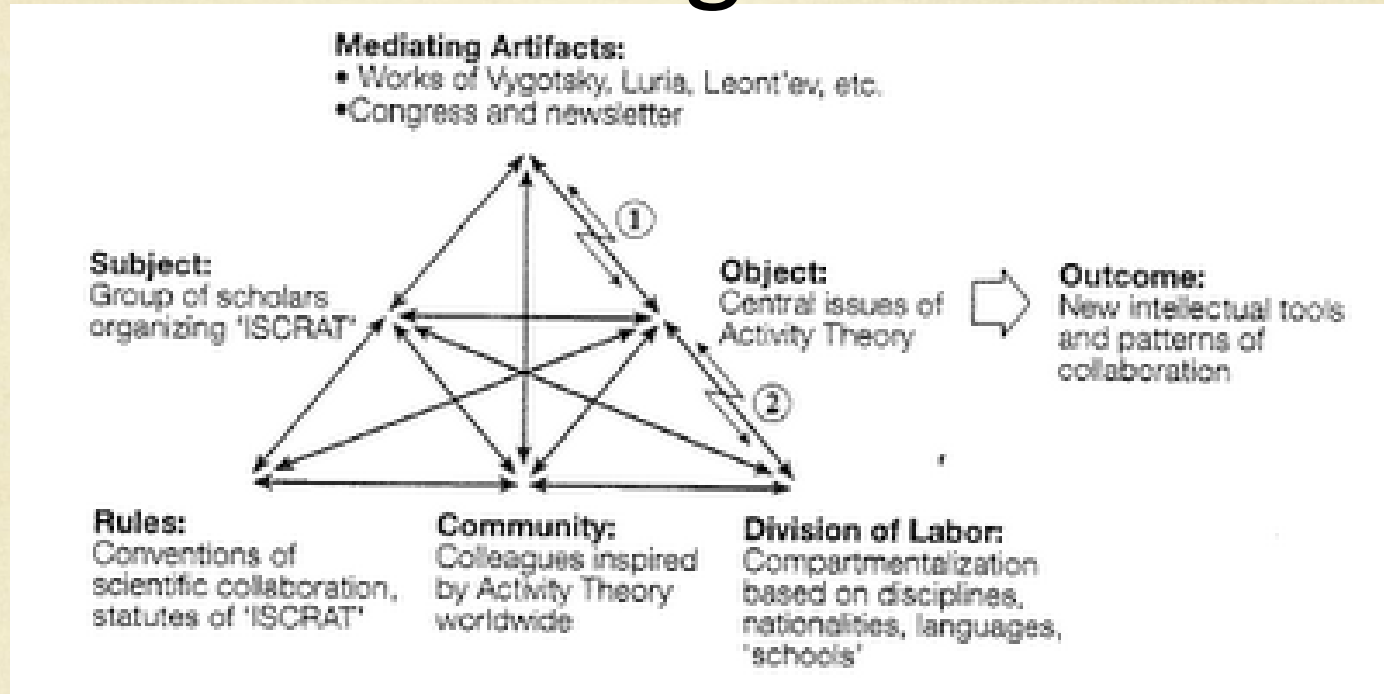 Mediating Artifacts:
• Works of Vygotsky, Luria, Leont'ev, etc.
•Congress and newsletter
①
Subject:
Group of scholars
organizing 'ISCRAT'
Object:
Central issues of
Activity Theory
Outcome:
New intellectual tools
and patterns of
collaboration
②
Rules:
Conventions of
scientific collaboration,
statutes of 'ISCRAT'
Community:
Colleagues inspired
by Activity Theory
worldwide
Division of Labor:
Compartmentalization
based on disciplines,
nationalities, languages,
'schools'